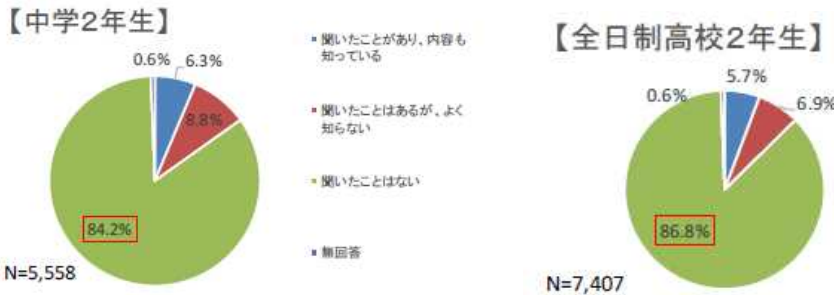 【中学2年生】
0.6%
6.3%
8.8%
84.2%
N=5,558
聞いたことがあり、内容も
知っている
聞いたことはあるが、よく
知らない
聞いたことはない
無回答
【全日制高校2年生】
5.7%
0.6%
6.9%
86.8%
N=7,407